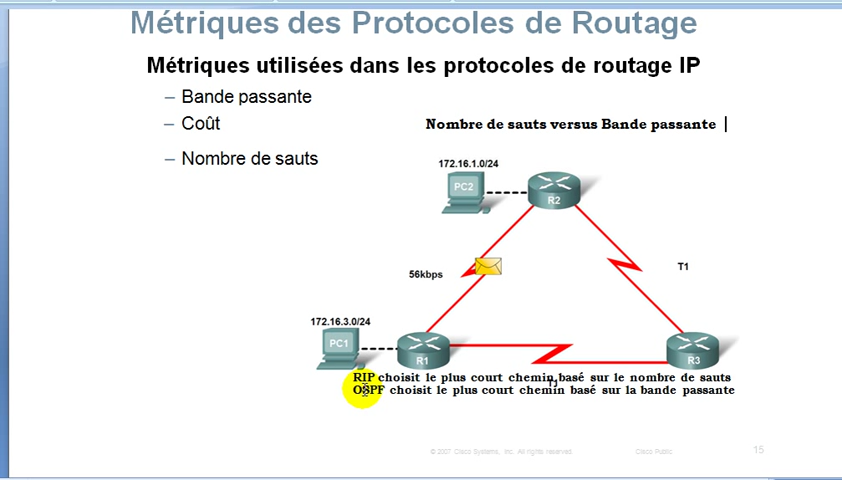 Métriques des Protocoles de Routage
Métriques utilisées dans les protocoles de routage IP
– Bande passante
– Coût
– Nombre de sauts
Nombre de sauts versus Bande passante
172.16.1.0/24
PC2
R2
56kbps
T1
172.16.3.0/24
PC1
R1
R3
RIP choisit le plus court chemin basé sur le nombre de sauts
T1
OSPF choisit le plus court chemin basé sur la bande passante
© 2007 Cisco Systems, Inc. All rights reserved.
Cisco Public
15